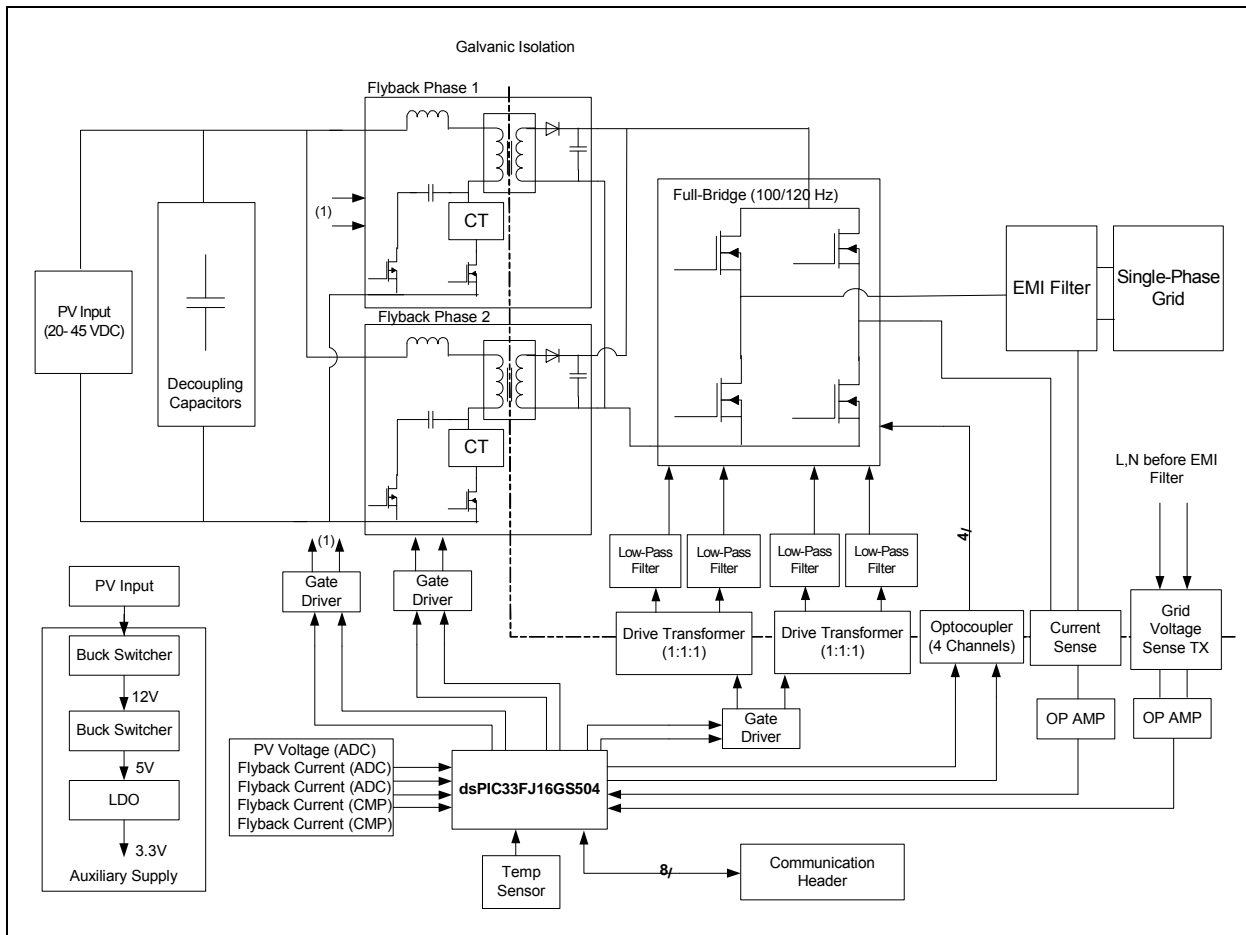 Galvanic Isolation
Flyback Phase 1
(1)
CT
Full-Bridge (100/120 Hz)
PV Input
(20- 45 VDC)
Decoupling
Capacitors
EMI Filter
Single-Phase
Grid
Flyback Phase 2
CT
L,N before EMI
Filter
(1)
4/
Low-Pass
Filter
Low-Pass
Filter
Low-Pass
Filter
Low-Pass
Filter
PV Input
Gate
Driver
Gate
Driver
Drive Transformer
(1:1:1)
Drive Transformer
(1:1:1)
Optocoupler
(4 Channels)
Current
Sense
Grid
Voltage
Sense TX
Buck Switcher
12V
Buck Switcher
5V
LDO
3.3V
Auxiliary Supply
Gate
Driver
OP AMP
OP AMP
PV Voltage (ADC)
Flyback Current (ADC)
Flyback Current (ADC)
Flyback Current (CMP)
Flyback Current (CMP)
dsPIC33FJ16GS504
Temp
Sensor
8/
Communication
Header